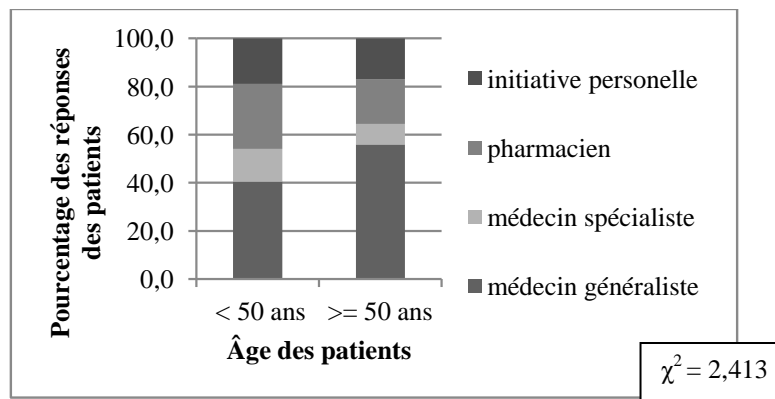 Pourcentage des réponses
des patients
100,0
80,0
60,0
40,0
20,0
0,0
< 50 ans >= 50 ans
Âge des patients
initiative personelle
pharmacien
médecin spécialiste
médecin généraliste
χ² = 2,413